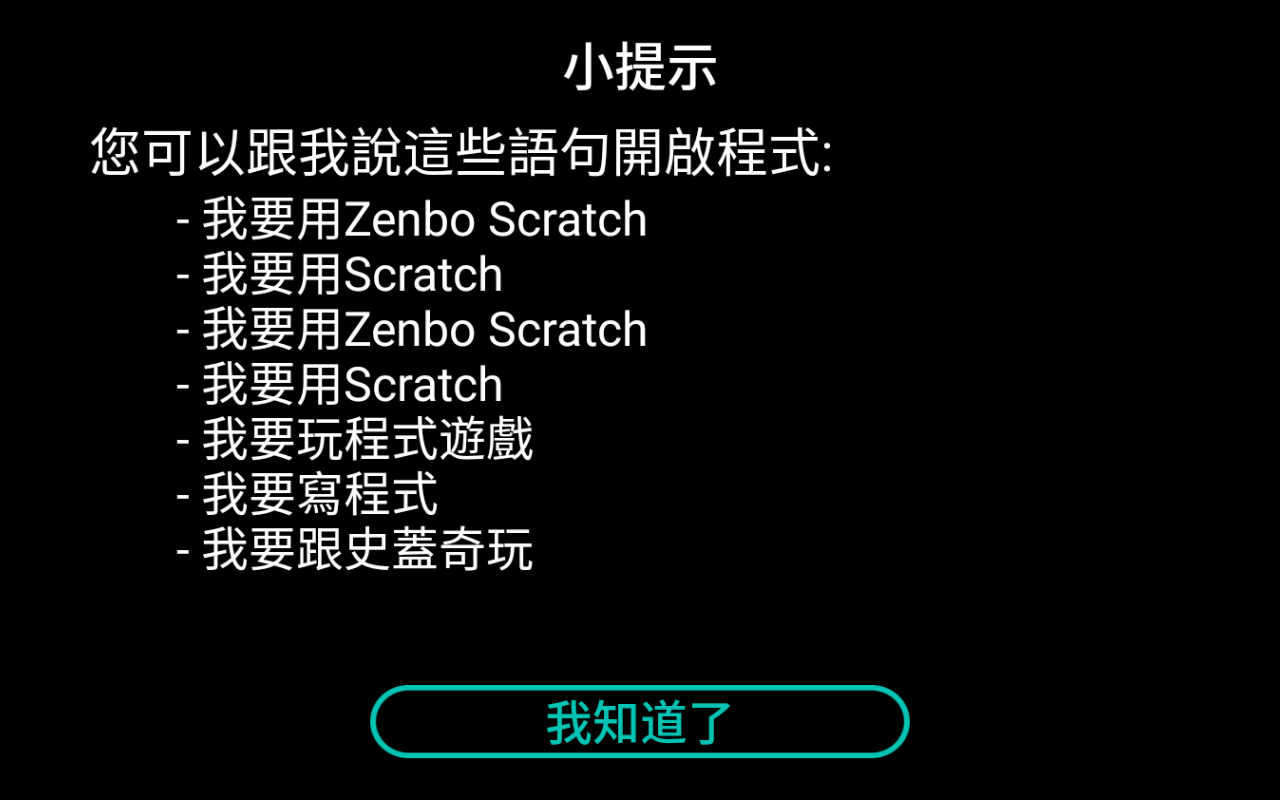 小提示
您可以跟我說這些語句開啟程式:
- 我要用Zenbo Scratch
- 我要用Scratch
- 我要用Zenbo Scratch
- 我要用Scratch
- 我要玩程式遊戲
- 我要寫程式
- 我要跟史蓋奇玩
我知道了